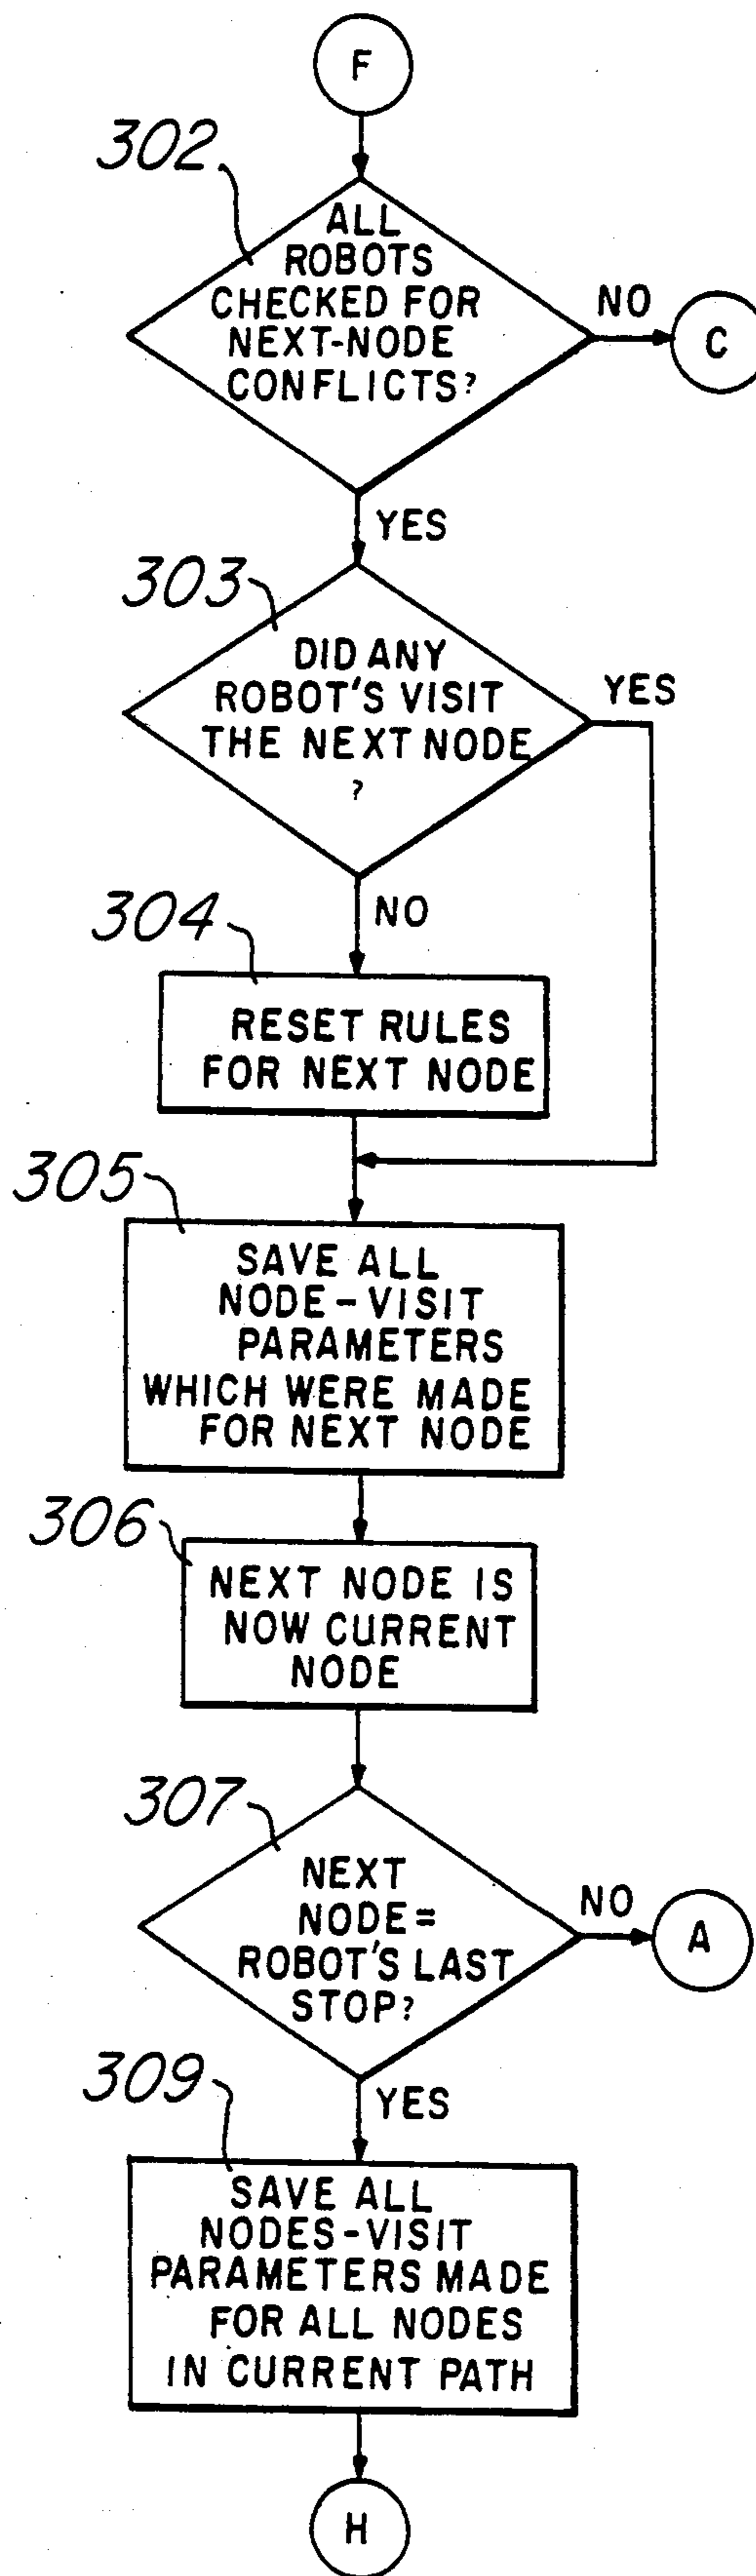 F
302
ALL
ROBOTS
CHECKED FOR
NEXT-NODE
CONFLICTS?
NO
C
YES
303
DID ANY
ROBOT'S VISIT
THE NEXT NODE
?
YES
NO
304
RESET RULES
FOR NEXT NODE
305
SAVE ALL
NODE-VISIT
PARAMETERS
WHICH WERE MADE
FOR NEXT NODE
306
NEXT NODE IS
NOW CURRENT
NODE
307
NEXT
NODE=
ROBOT'S LAST
STOP?
NO
A
YES
309
SAVE ALL
NODES-VISIT
PARAMETERS MADE
FOR ALL NODES
IN CURRENT PATH
H